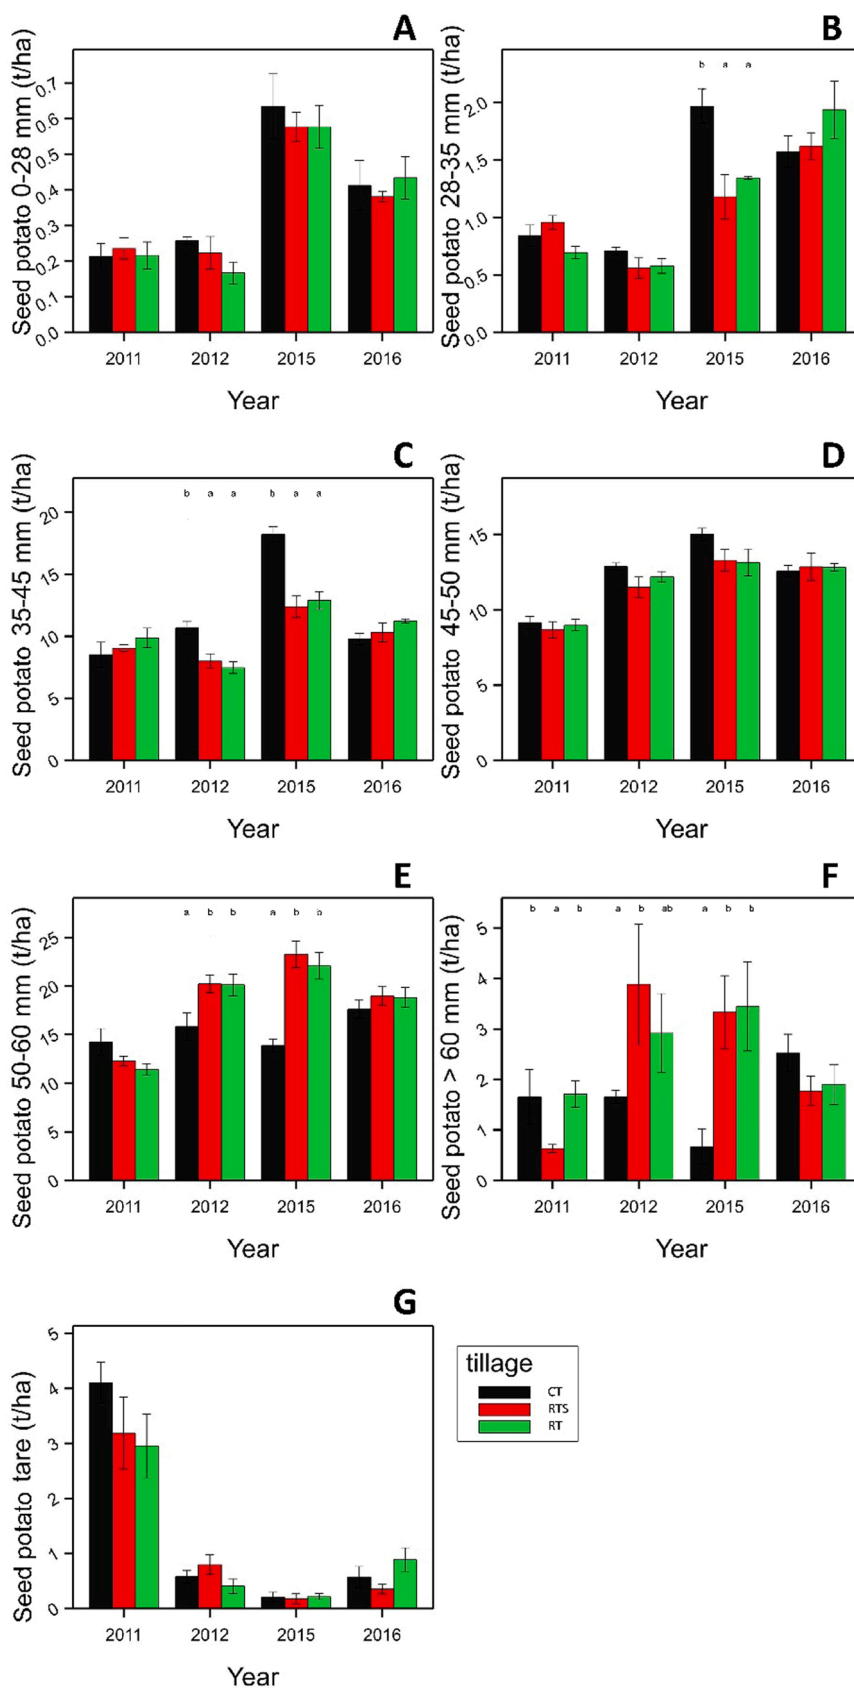 A
Seed potato 0-28 mm (t/ha)
0.7
0.6
0.5
0.4
0.3
0.2
0.1
0.0
2011 2012 2015 2016
Year
B
Seed potato 28-35 mm (t/ha)
b a a
2.0
1.5
1.0
0.5
0.0
2011 2012 2015 2016
Year
C
Seed potato 35-45 mm (t/ha)
b a a b a a
20
15
10
5
0
2011 2012 2015 2016
Year
D
Seed potato 45-50 mm (t/ha)
15
10
5
0
2011 2012 2015 2016
Year
E
Seed potato 50-60 mm (t/ha)
a b b a b b
25
20
15
10
5
0
2011 2012 2015 2016
Year
F
Seed potato > 60 mm (t/ha)
b a b a b ab a b b
5
4
3
2
1
0
2011 2012 2015 2016
Year
G
Seed potato tare (t/ha)
5
4
3
2
1
0
2011 2012 2015 2016
Year
tillage
CT
RTS
RT